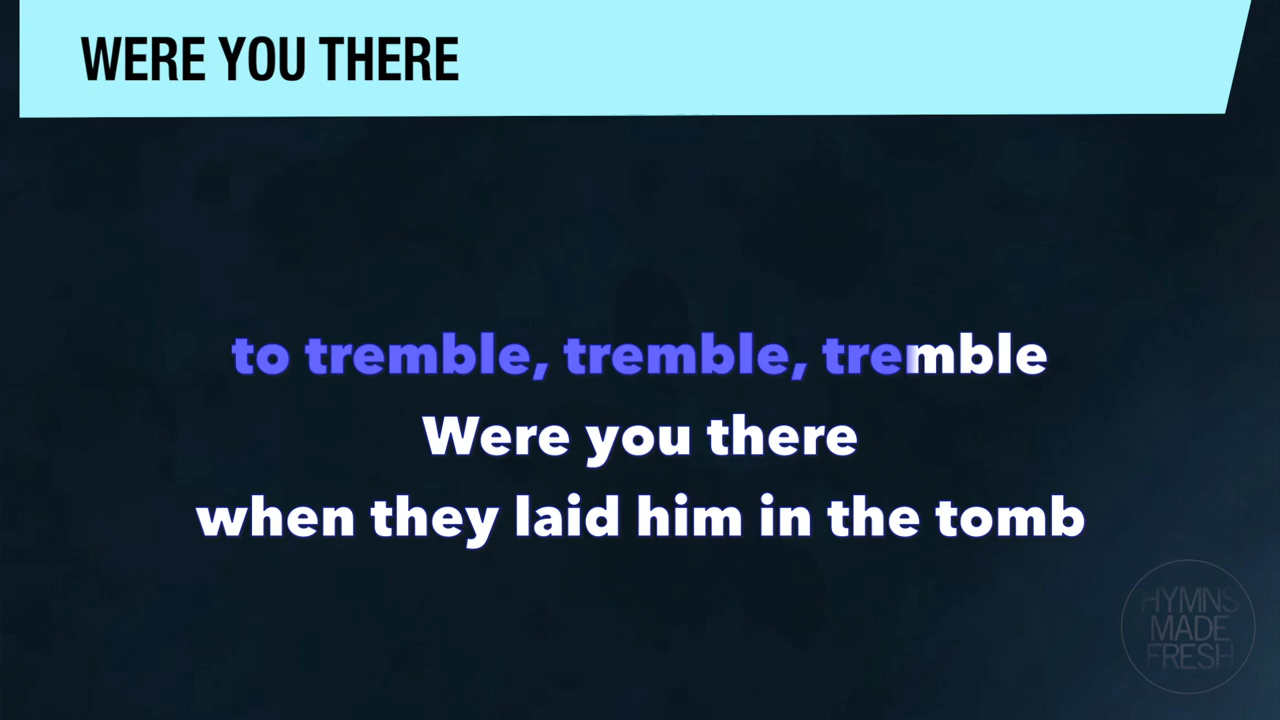 WERE YOU THERE
to tremble, tremble, tremble
Were you there
when they laid him in the tomb
HYMNS
MADE
FRESH